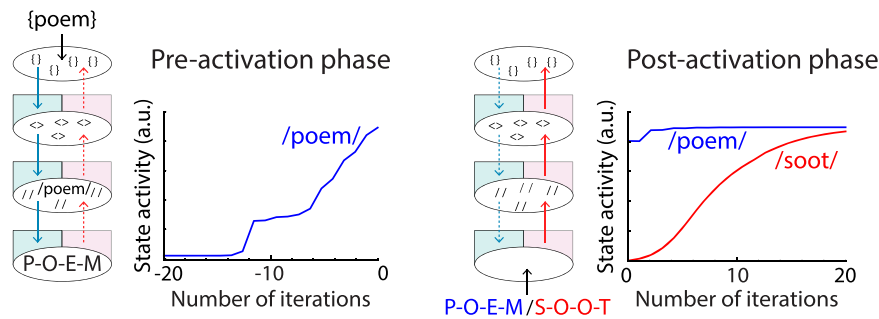 {poem}
Pre-activation phase
{} {} {} {}
<> <> <> <> <>
/poem/
// // //
P-O-E-M
State activity (a.u.)
/poem/
-20 -10 0
Number of iterations
Post-activation phase
{} {} {} {}
<> <> <> <> <>
// // // //
P-O-E-M/S-O-O-T
State activity (a.u.)
/poem/
/soot/
0 10 20
Number of iterations